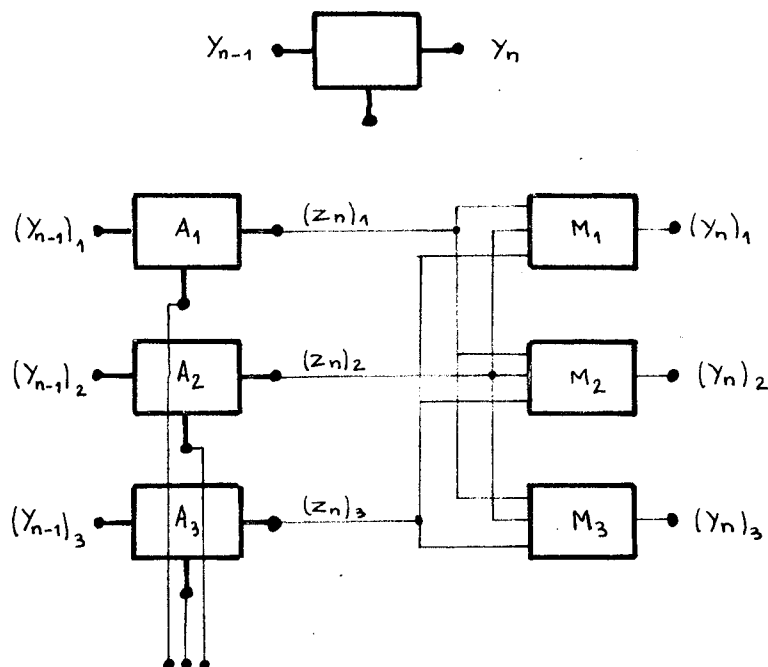 Yn-1 Yn
(Yn-1)1 A1 (zn)1 M1 (Yn)1
(Yn-1)2 A2 (zn)2 M2 (Yn)2
(Yn-1)3 A3 (zn)3 M3 (Yn)3